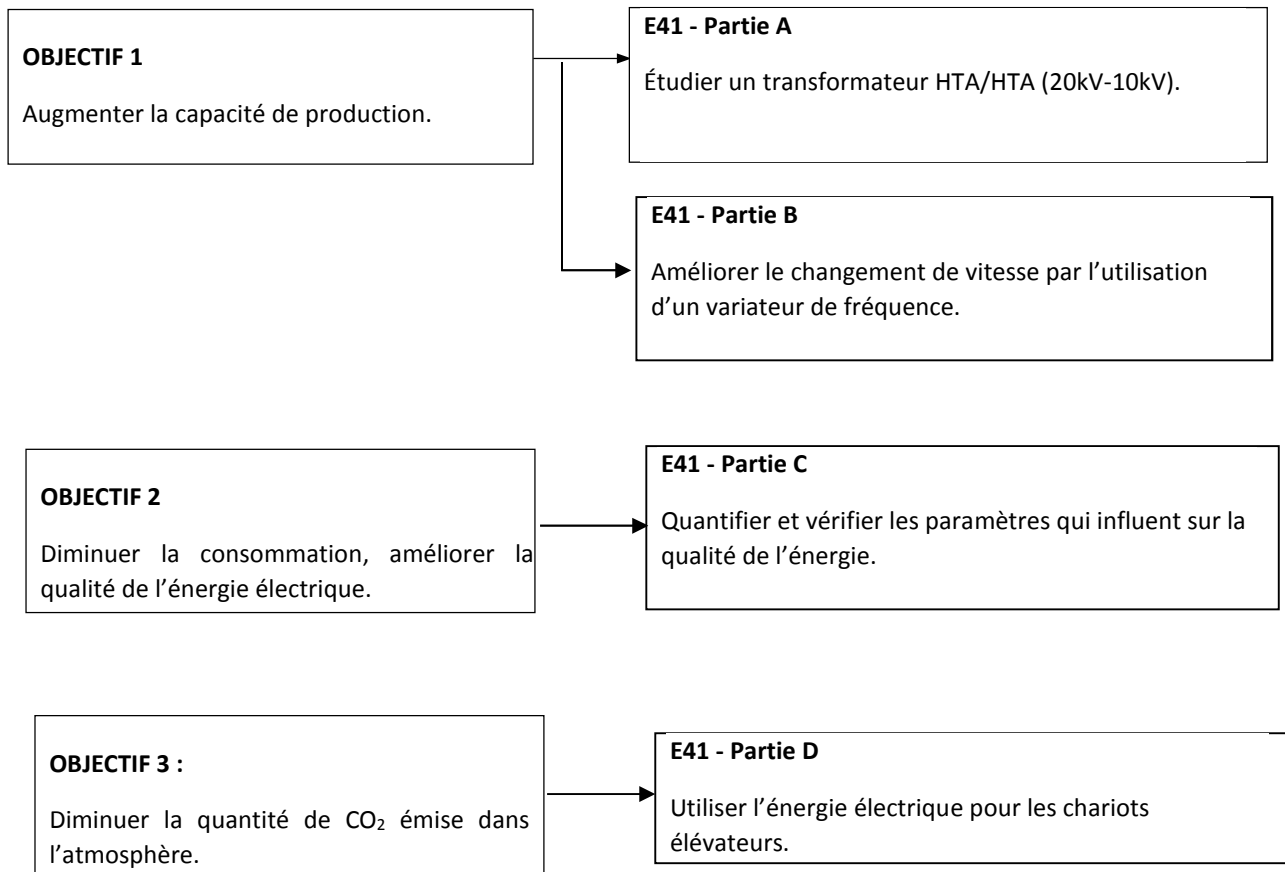 OBJECTIF 1
Augmenter la capacité de production.
E41 - Partie A
Étudier un transformateur HTA/HTA (20kV-10kV).
E41 - Partie B
Améliorer le changement de vitesse par l’utilisation
d’un variateur de fréquence.
OBJECTIF 2
Diminuer la consommation, améliorer la
qualité de l’énergie électrique.
E41 - Partie C
Quantifier et vérifier les paramètres qui influent sur la
qualité de l’énergie.
OBJECTIF 3 :
Diminuer la quantité de CO₂ émise dans
l’atmosphère.
E41 - Partie D
Utiliser l’énergie électrique pour les chariots
élévateurs.